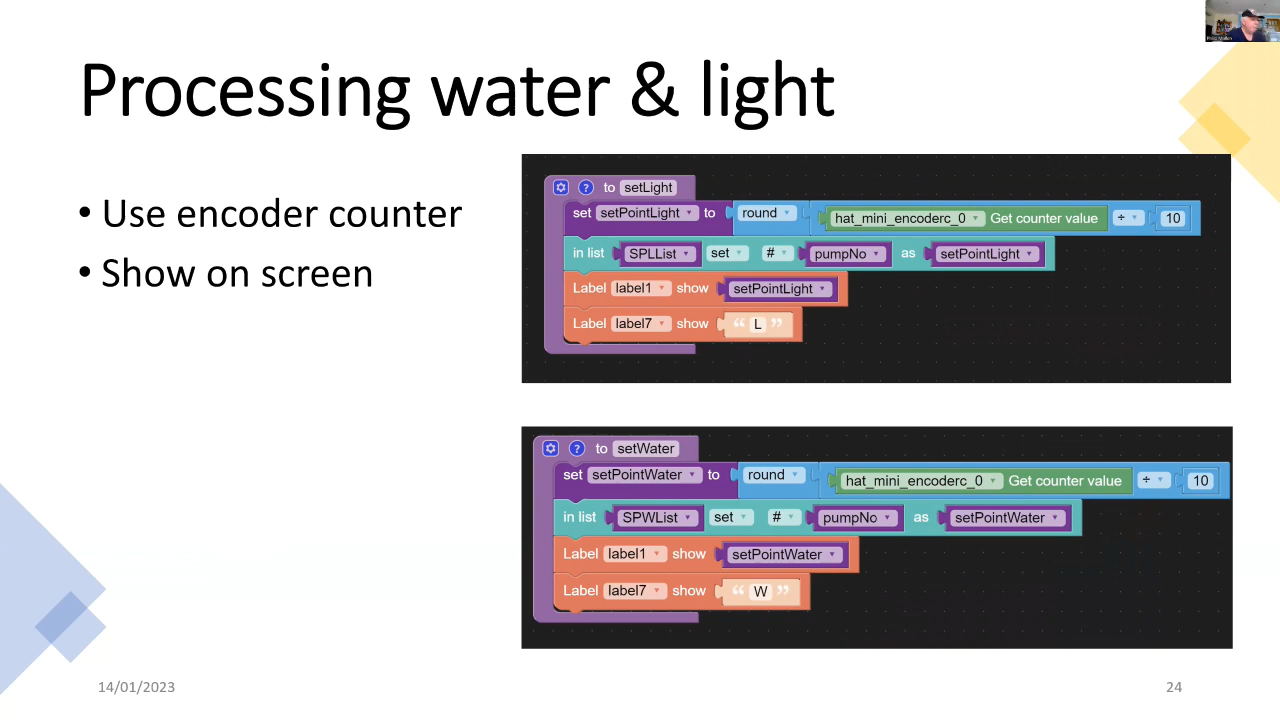 Processing water & light
• Use encoder counter
• Show on screen
to setLight
set setPointLight to round hat_mini_encoderc_0 Get counter value ÷ 10
in list SPLList set # pumpNo as setPointLight
Label label1 show setPointLight
Label label7 show “ L ”
to setWater
set setPointWater to round hat_mini_encoderc_0 Get counter value ÷ 10
in list SPWList set # pumpNo as setPointWater
Label label1 show setPointWater
Label label7 show “ W ”
14/01/2023
24